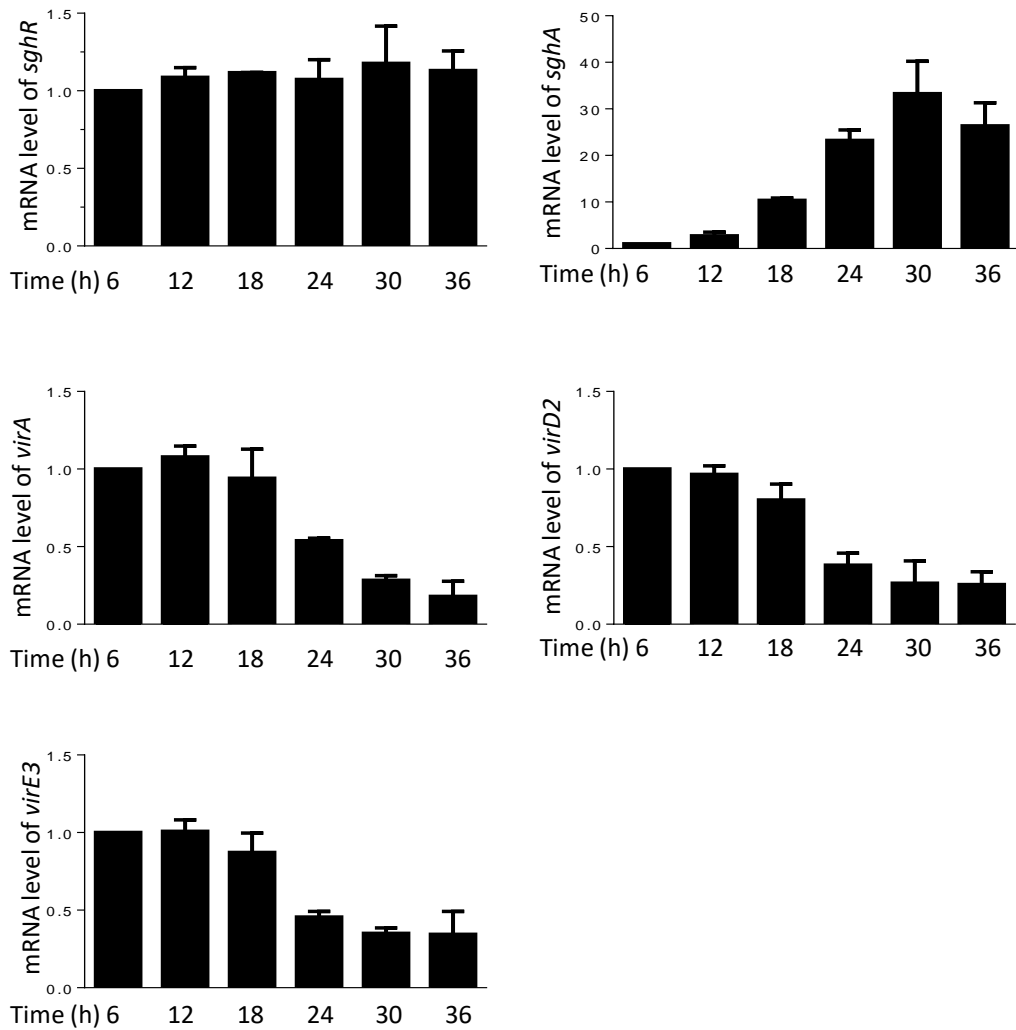 mRNA level of sghR
1.5
1.0
0.5
0.0
Time (h) 6 12 18 24 30 36
mRNA level of sghA
50
40
30
20
10
0
Time (h) 6 12 18 24 30 36
mRNA level of virA
1.5
1.0
0.5
0.0
Time (h) 6 12 18 24 30 36
mRNA level of virD2
1.5
1.0
0.5
0.0
Time (h) 6 12 18 24 30 36
mRNA level of virE3
1.5
1.0
0.5
0.0
Time (h) 6 12 18 24 30 36